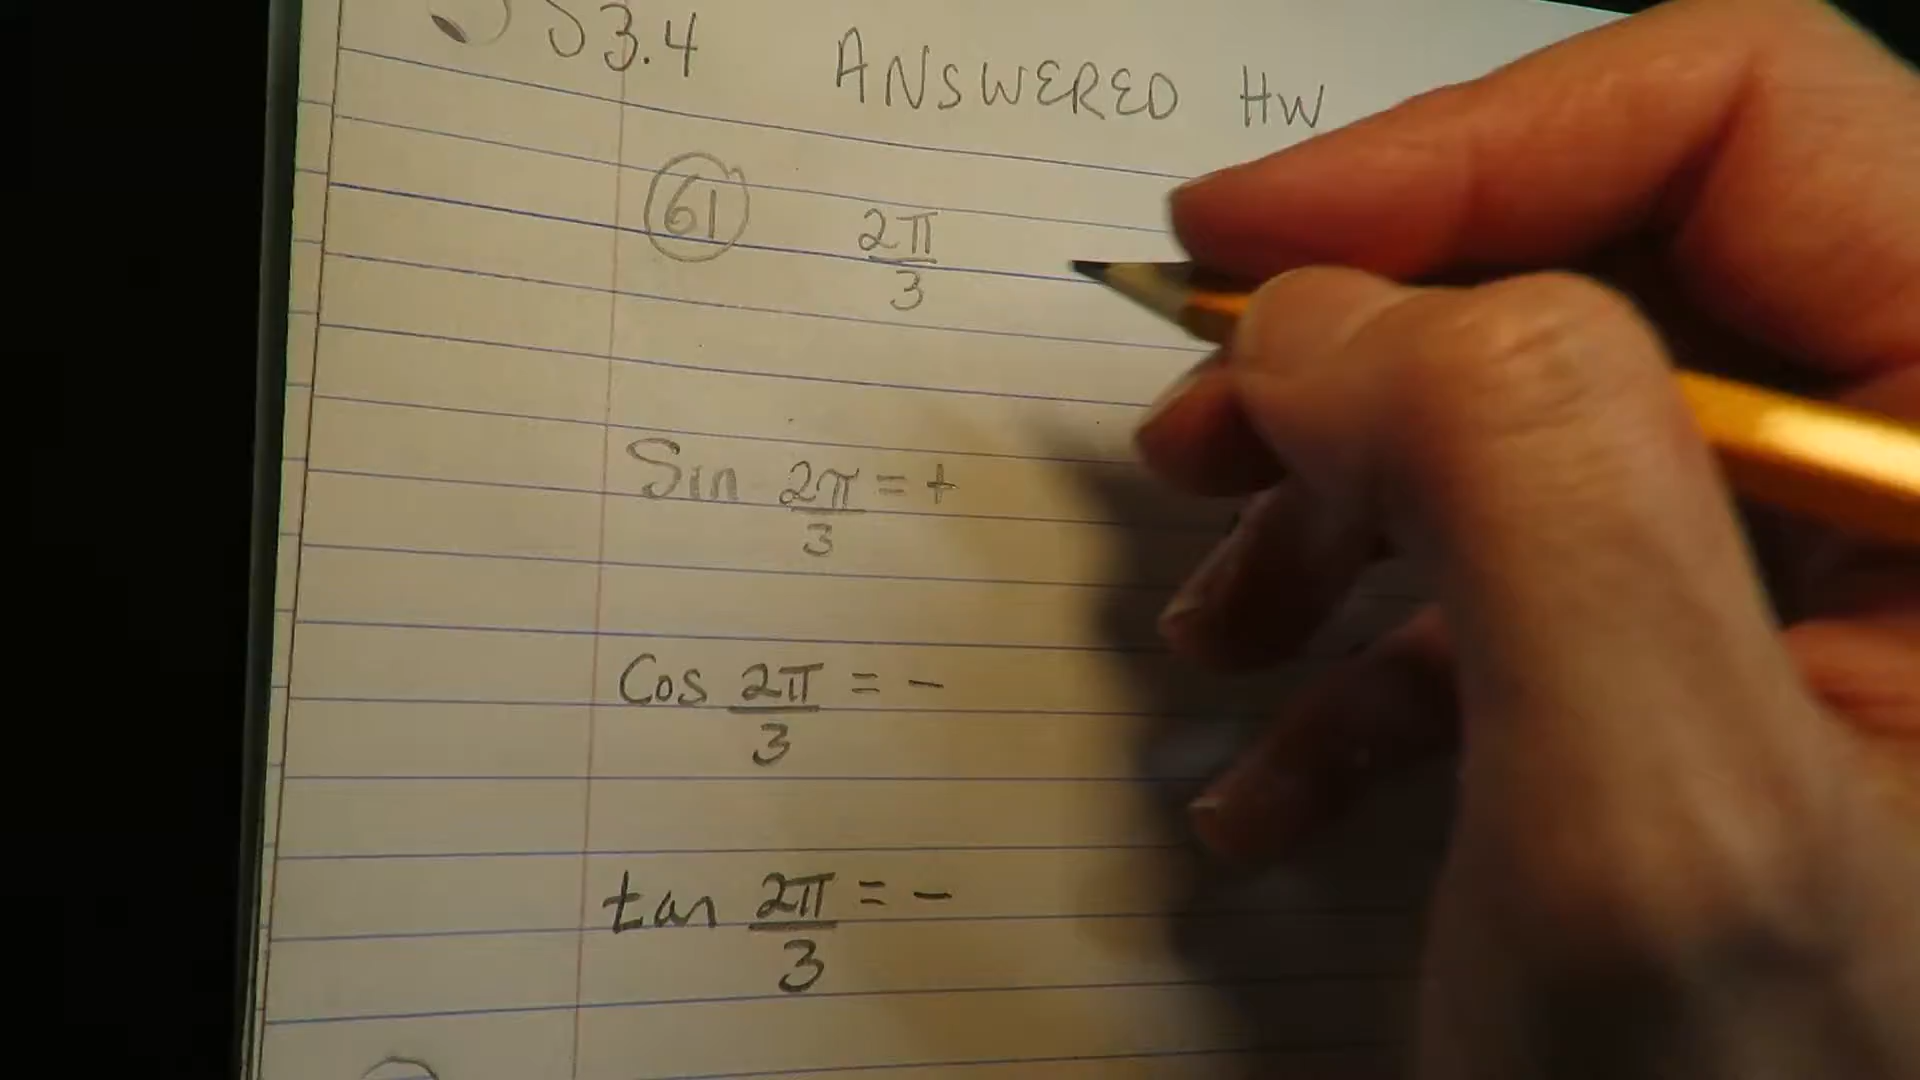 §3.4 ANSWERED HW
61 2π/3
Sin 2π/3 = +
Cos 2π/3 = -
tan 2π/3 = -